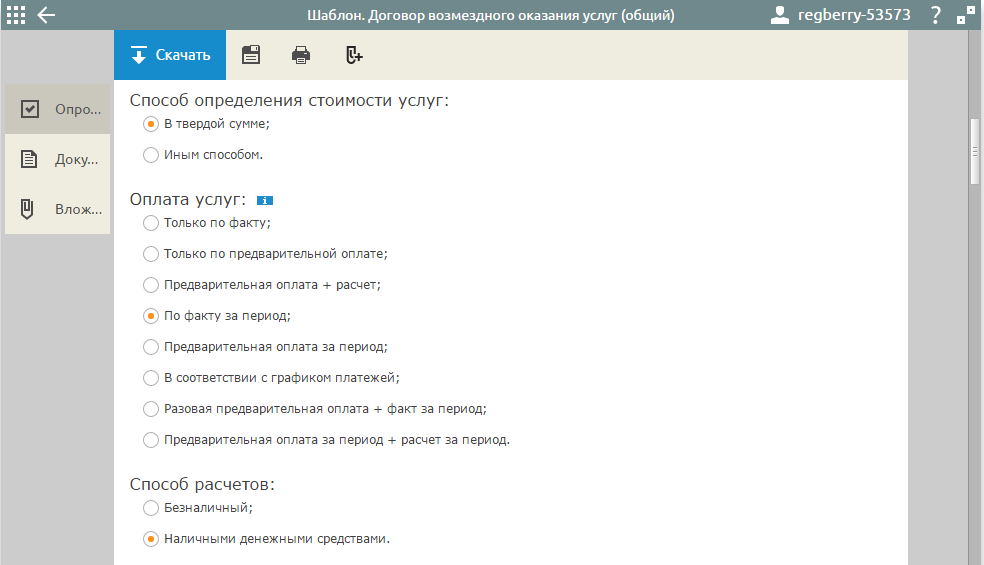 Шаблон. Договор возмездного оказания услуг (общий)
regberry-53573
?
Скачать
Опро...
Доку...
Влож...
Способ определения стоимости услуг:
В твердой сумме;
Иным способом.
Оплата услуг: i
Только по факту;
Только по предварительной оплате;
Предварительная оплата + расчет;
По факту за период;
Предварительная оплата за период;
В соответствии с графиком платежей;
Разовая предварительная оплата + факт за период;
Предварительная оплата за период + расчет за период.
Способ расчетов:
Безналичный;
Наличными денежными средствами.